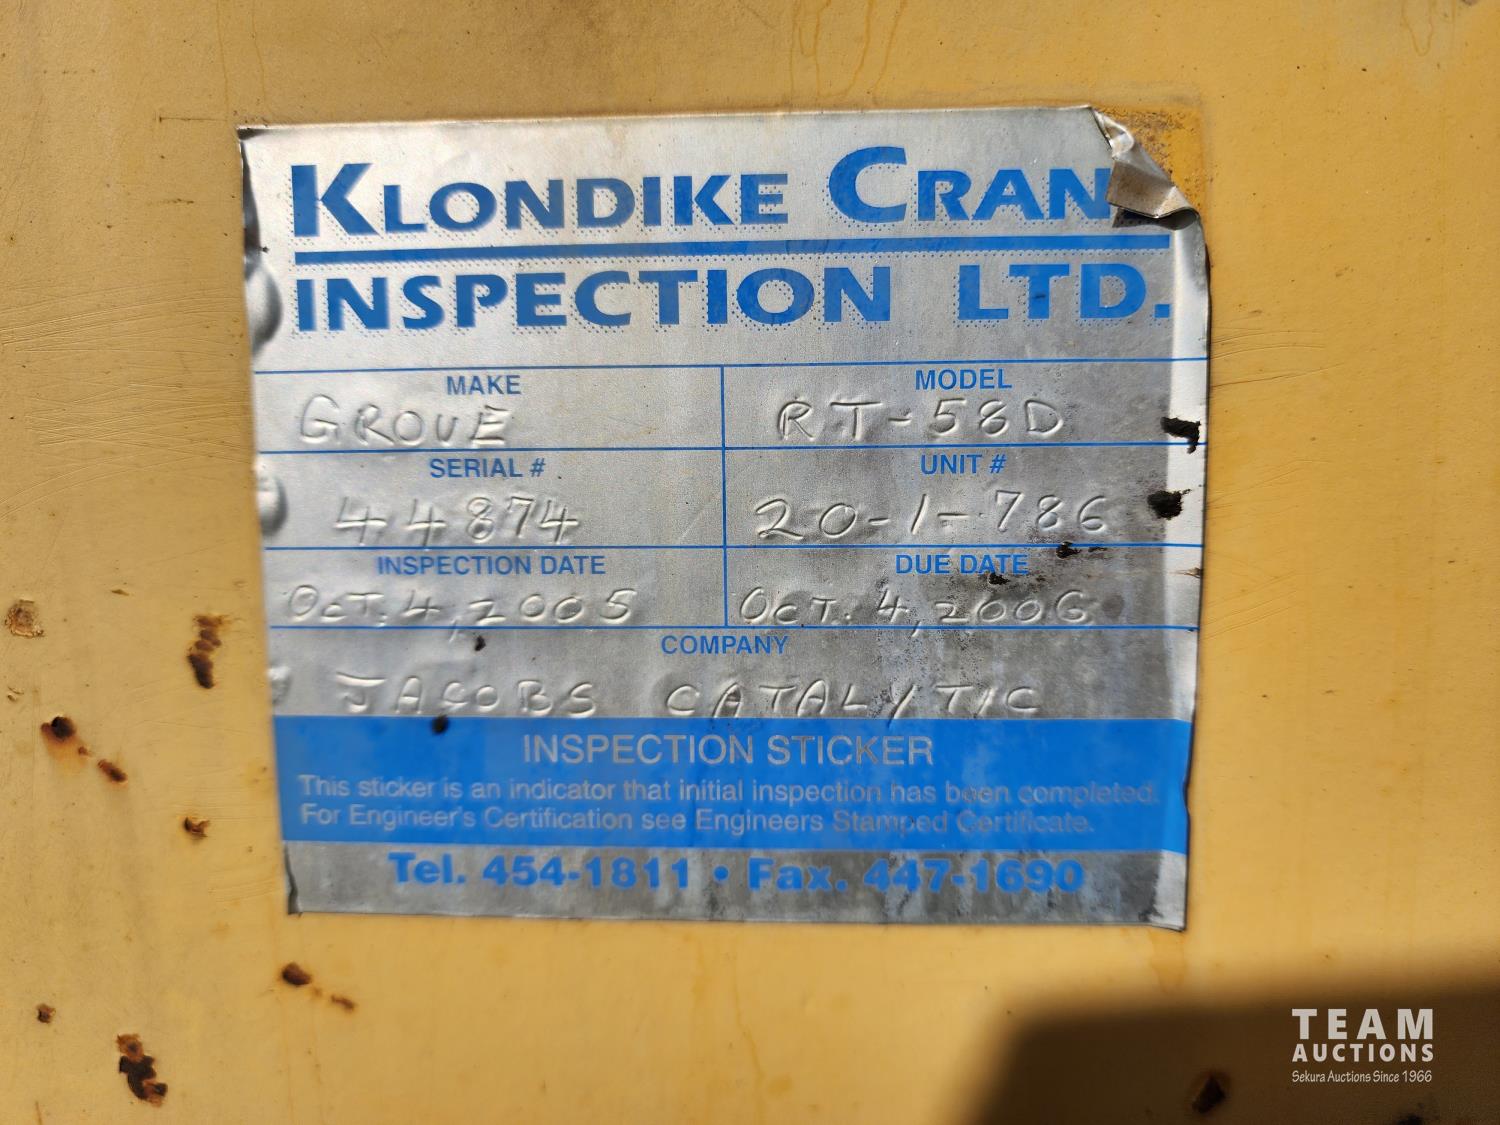 KLONDIKE CRANE
INSPECTION LTD.
MAKE MODEL
GROVE RT-58D
SERIAL # UNIT #
44874 20-1-786
INSPECTION DATE DUE DATE
OCT. 4, 2005 OCT. 4, 2006
COMPANY
JACOBS CATALYTIC
INSPECTION STICKER
This sticker is an indicator that initial inspection has been completed.
For Engineer's Certification see Engineers Stamped Certificate.
Tel. 454-1811 • Fax. 447-1690
TEAM
AUCTIONS
Sekura Auctions Since 1966